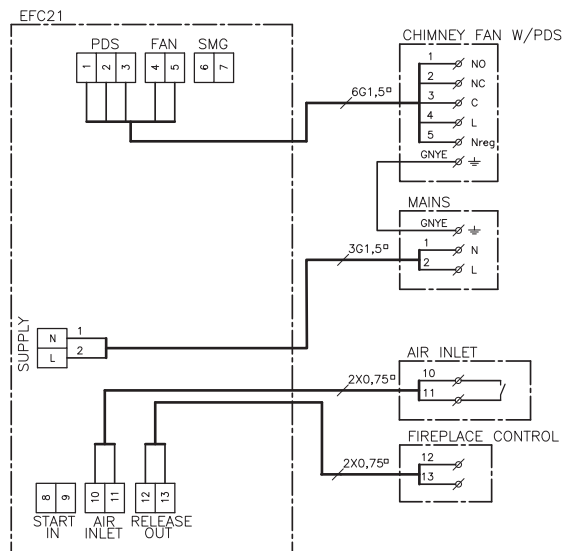 EFC21
PDS FAN SMG
1 2 3 4 5 6 7
CHIMNEY FAN W/PDS
1 NO
2 NC
6G1,5□
3 C
4 L
5 Nreg
GNYE
MAINS
GNYE
1 N
3G1,5□
2 L
SUPPLY
N 1
L 2
AIR INLET
2X0,75□
10
11
FIREPLACE CONTROL
12
2X0,75□
13
8 9 10 11 12 13
START IN
AIR INLET
RELEASE OUT